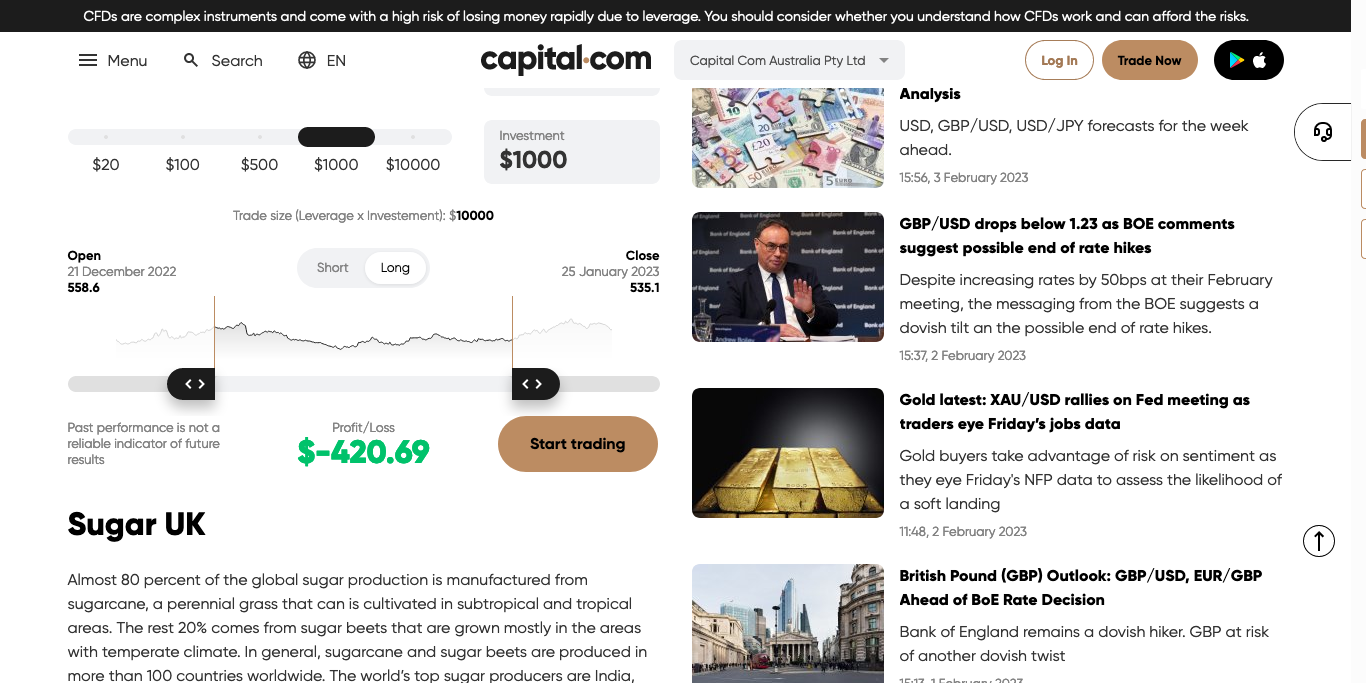 CFDs are complex instruments and come with a high risk of losing money rapidly due to leverage. You should consider whether you understand how CFDs work and can afford the risks.
Menu
Search
EN
capital.com
Capital Com Australia Pty Ltd
Log In
Trade Now
$20
$100
$500
$1000
$10000
Investment
$1000
Trade size (Leverage x Investement): $10000
Open
21 December 2022
558.6
Short
Long
Close
25 January 2023
535.1
Past performance is not a
reliable indicator of future
results
Profit/Loss
$-420.69
Start trading
Sugar UK
Almost 80 percent of the global sugar production is manufactured from
sugarcane, a perennial grass that can is cultivated in subtropical and tropical
areas. The rest 20% comes from sugar beets that are grown mostly in the areas
with temperate climate. In general, sugarcane and sugar beets are produced in
more than 100 countries worldwide. The world's top sugar producers are India,
Analysis
USD, GBP/USD, USD/JPY forecasts for the week
ahead.
15:56, 3 February 2023
GBP/USD drops below 1.23 as BOE comments
suggest possible end of rate hikes
Despite increasing rates by 50bps at their February
meeting, the messaging from the BOE suggests a
dovish tilt an the possible end of rate hikes.
15:37, 2 February 2023
Gold latest: XAU/USD rallies on Fed meeting as
traders eye Friday's jobs data
Gold buyers take advantage of risk on sentiment as
they eye Friday's NFP data to assess the likelihood of
a soft landing
11:48, 2 February 2023
British Pound (GBP) Outlook: GBP/USD, EUR/GBP
Ahead of BoE Rate Decision
Bank of England remains a dovish hiker. GBP at risk
of another dovish twist
15:13, 1 February 2023